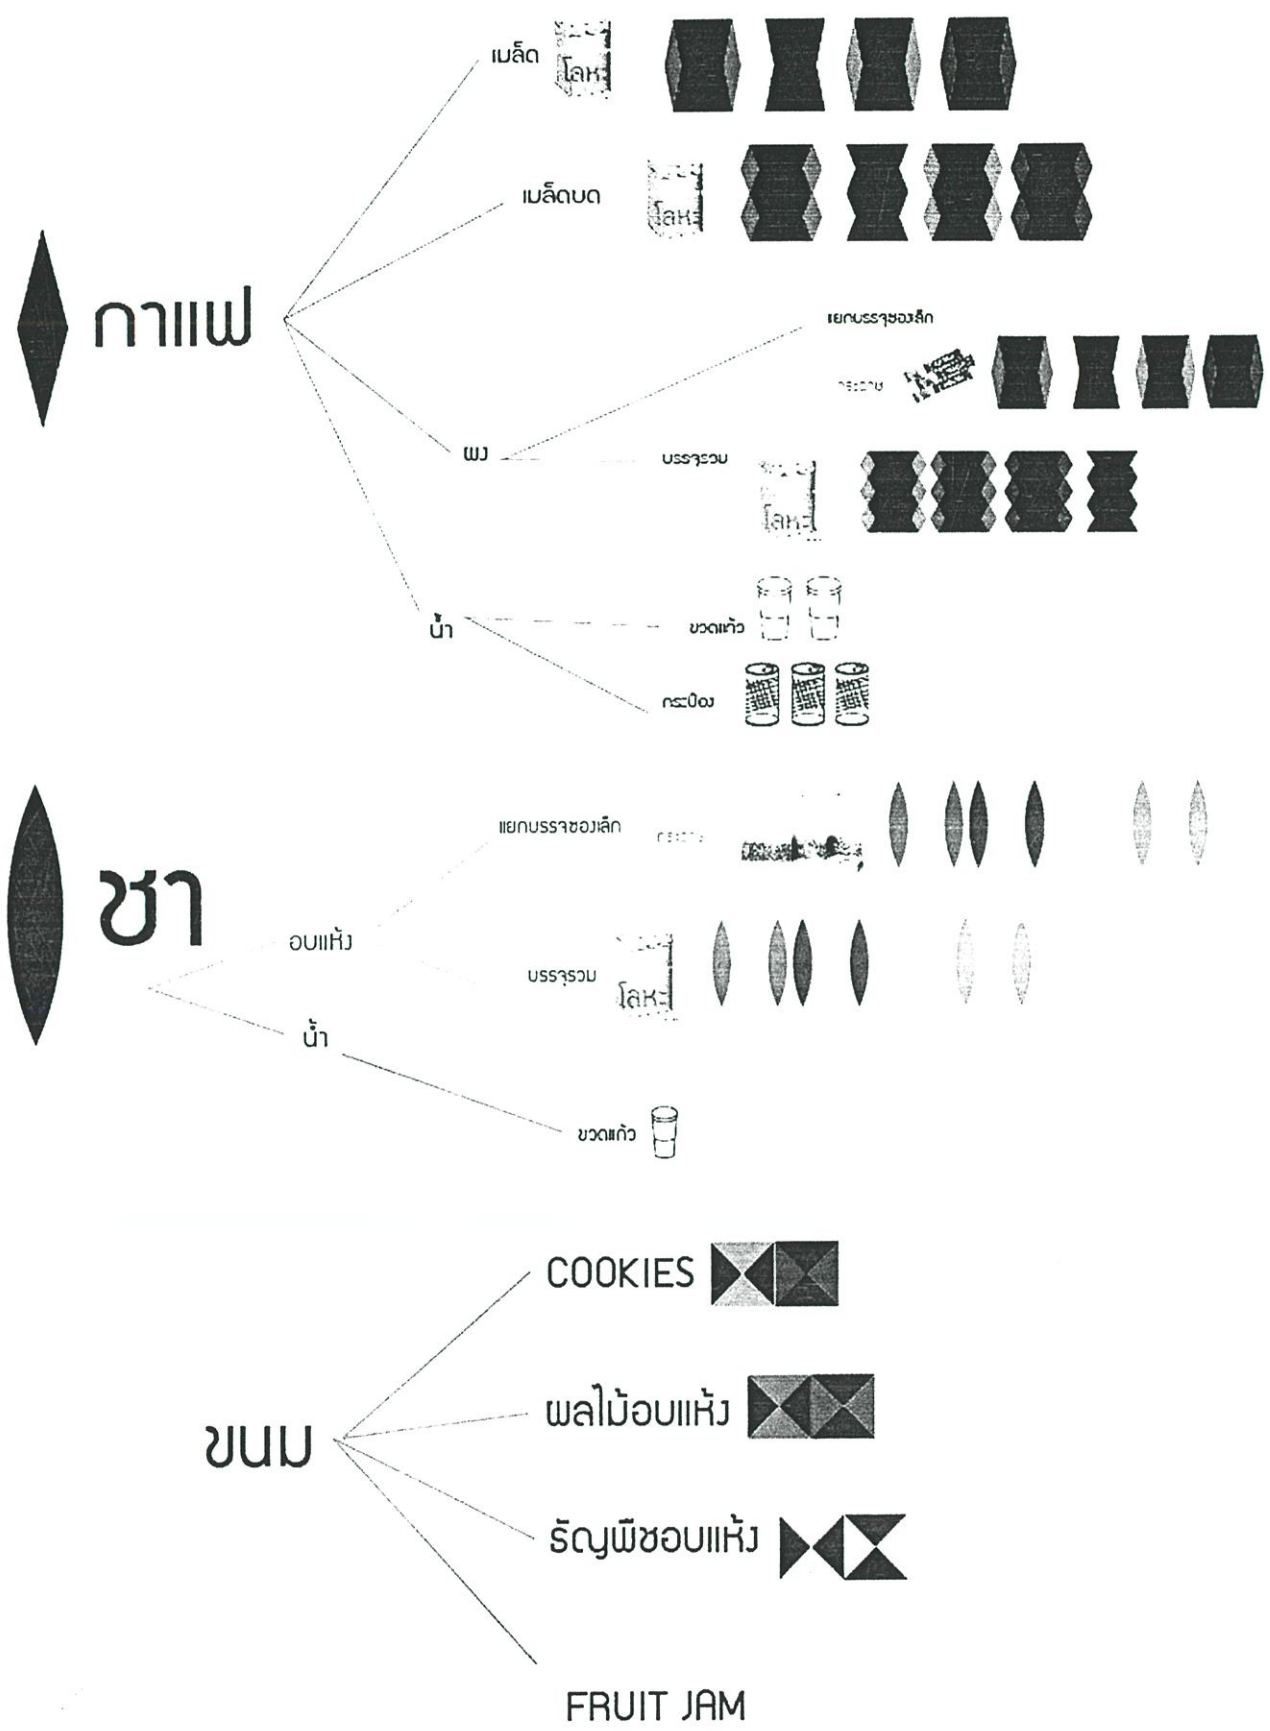 เมล็ด
โลหะ
เมล็ดบด
โลหะ
กาแฟ
แยกบรรจุซองเล็ก
กระดาษ
ผง
บรรจุรวม
โลหะ
น้ำ
ขวดแก้ว
กระป๋อง
แยกบรรจุซองเล็ก
กระดาษ
ชา
อบแห้ง
บรรจุรวม
โลหะ
น้ำ
ขวดแก้ว
COOKIES
ผลไม้อบแห้ง
ขนม
ธัญพืชอบแห้ง
FRUIT JAM